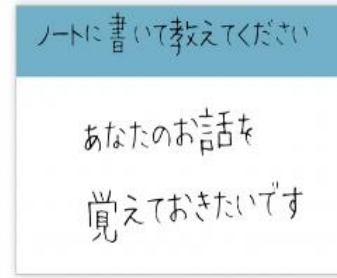 ノートに書いて教えてください
あなたのお話を
覚えておきたいです